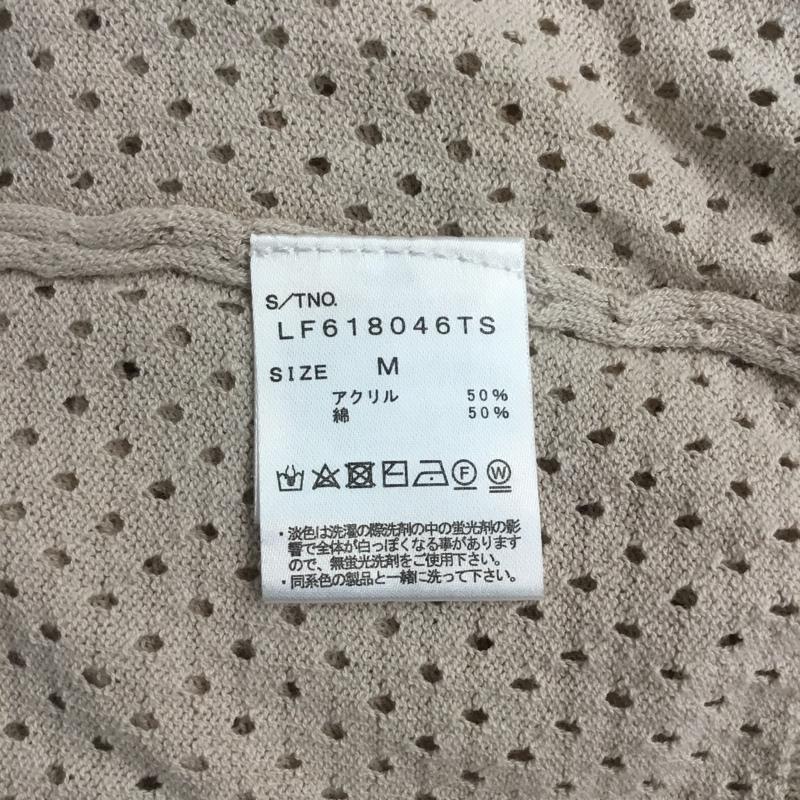 S/TNO.
LF618046TS
SIZE M
アクリル 50%
綿 50%
F W
・淡色は洗濯の際洗剤の中の蛍光剤の影
響で全体が白っぽくなる事があります
ので、無蛍光洗剤をご使用下さい。
・同系色の製品と一緒に洗って下さい。